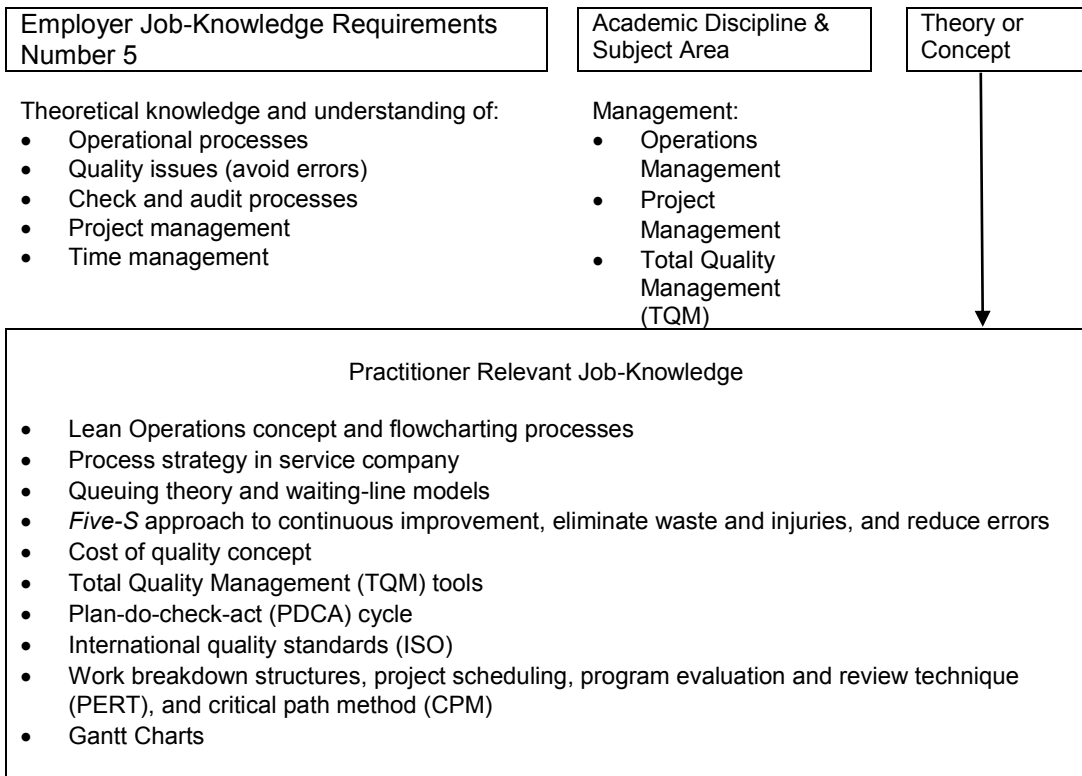 Employer Job-Knowledge Requirements
Number 5
Academic Discipline &
Subject Area
Theory or
Concept
Theoretical knowledge and understanding of:
• Operational processes
• Quality issues (avoid errors)
• Check and audit processes
• Project management
• Time management
Management:
• Operations
Management
• Project
Management
• Total Quality
Management
(TQM)
Practitioner Relevant Job-Knowledge
• Lean Operations concept and flowcharting processes
• Process strategy in service company
• Queuing theory and waiting-line models
• Five-S approach to continuous improvement, eliminate waste and injuries, and reduce errors
• Cost of quality concept
• Total Quality Management (TQM) tools
• Plan-do-check-act (PDCA) cycle
• International quality standards (ISO)
• Work breakdown structures, project scheduling, program evaluation and review technique
(PERT), and critical path method (CPM)
• Gantt Charts